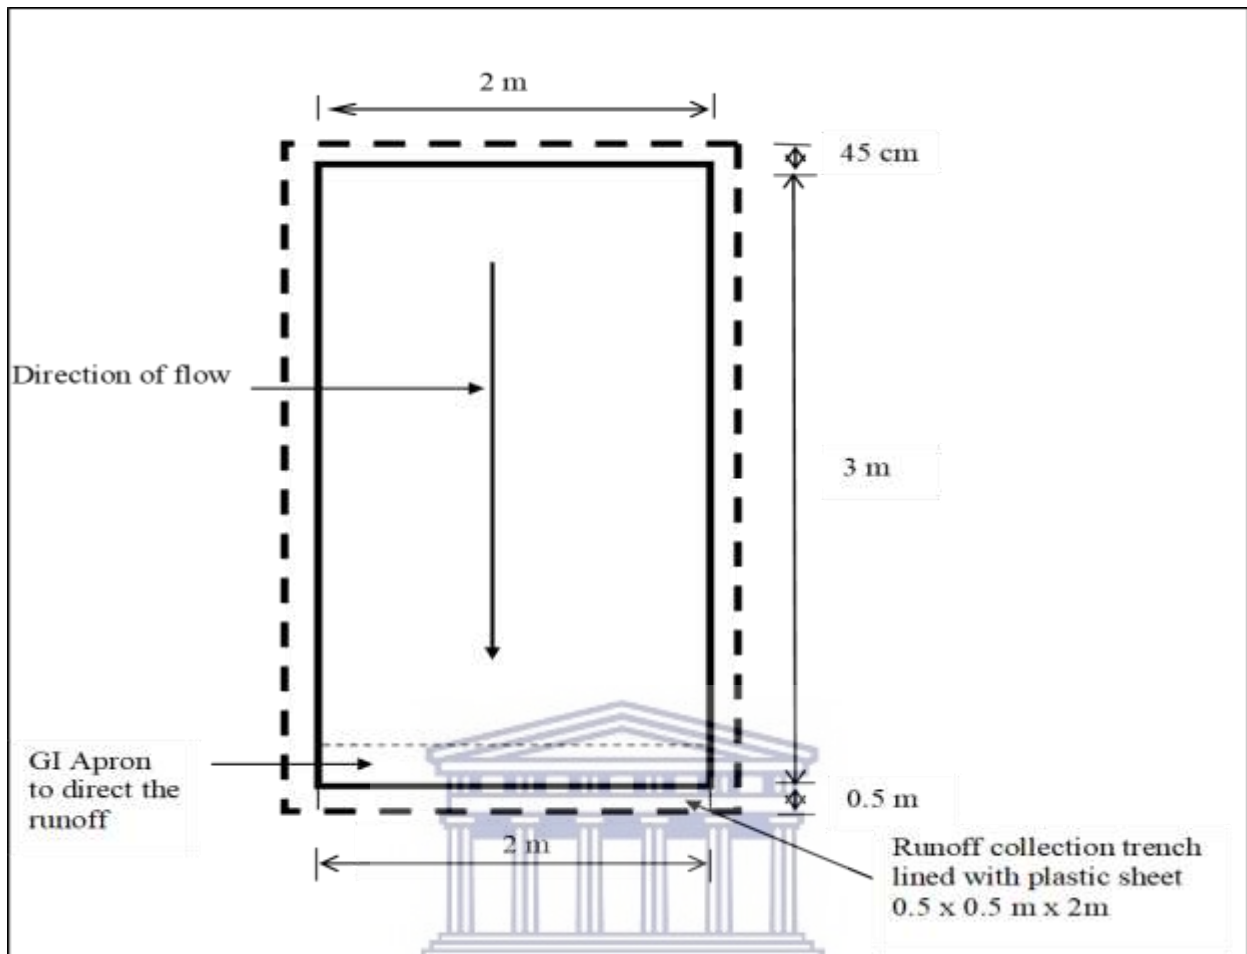 2 m
45 cm
Direction of flow
3 m
GI Apron
to direct the
runoff
0.5 m
2 m
Runoff collection trench
lined with plastic sheet
0.5 x 0.5 m x 2m